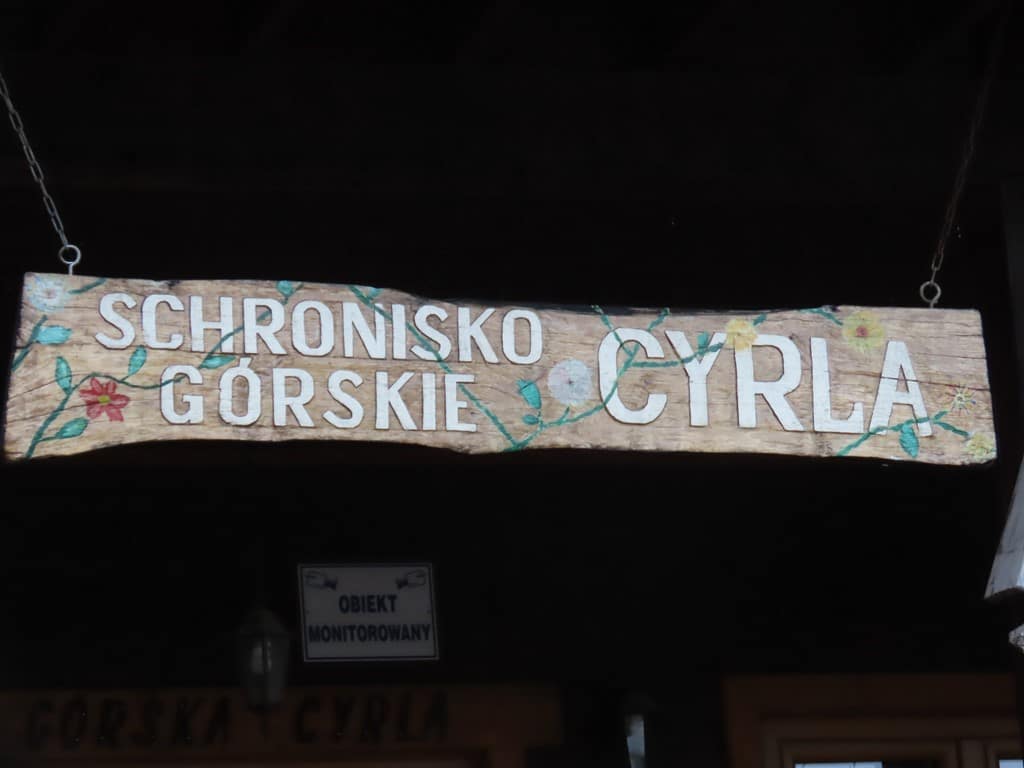 SCHRONISKO
GÓRSKIE
CYRLA
OBIEKT
MONITOROWANY
GÓRSKA CYRLA